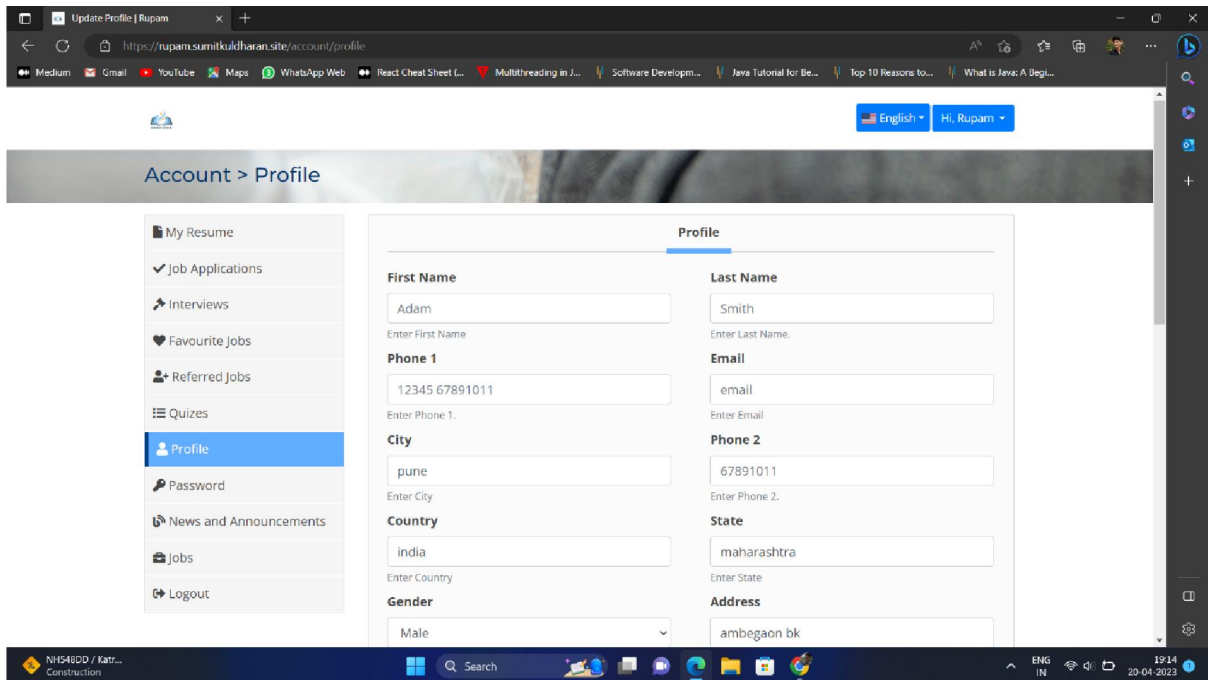 Update Profile | Rupam
https://rupam.sumitkuldharan.site/account/profile
Medium Gmail YouTube Maps WhatsApp Web React Cheat Sheet (... Multithreading in J... Software Developm... Java Tutorial for Be... Top 10 Reasons to... What is Java: A Begi...
English Hi, Rupam
Account > Profile
My Resume
Job Applications
Interviews
Favourite Jobs
Referred Jobs
Quizes
Profile
Password
News and Announcements
Jobs
Logout
Profile
First Name Last Name
Adam Smith
Enter First Name Enter Last Name.
Phone 1 Email
12345 67891011 email
Enter Phone 1. Enter Email
City Phone 2
pune 67891011
Enter City Enter Phone 2.
Country State
india maharashtra
Enter Country Enter State
Gender Address
Male ambegaon bk
NH548DD / Katr...
Construction
Search
ENG
IN
19:14
20-04-2023
1